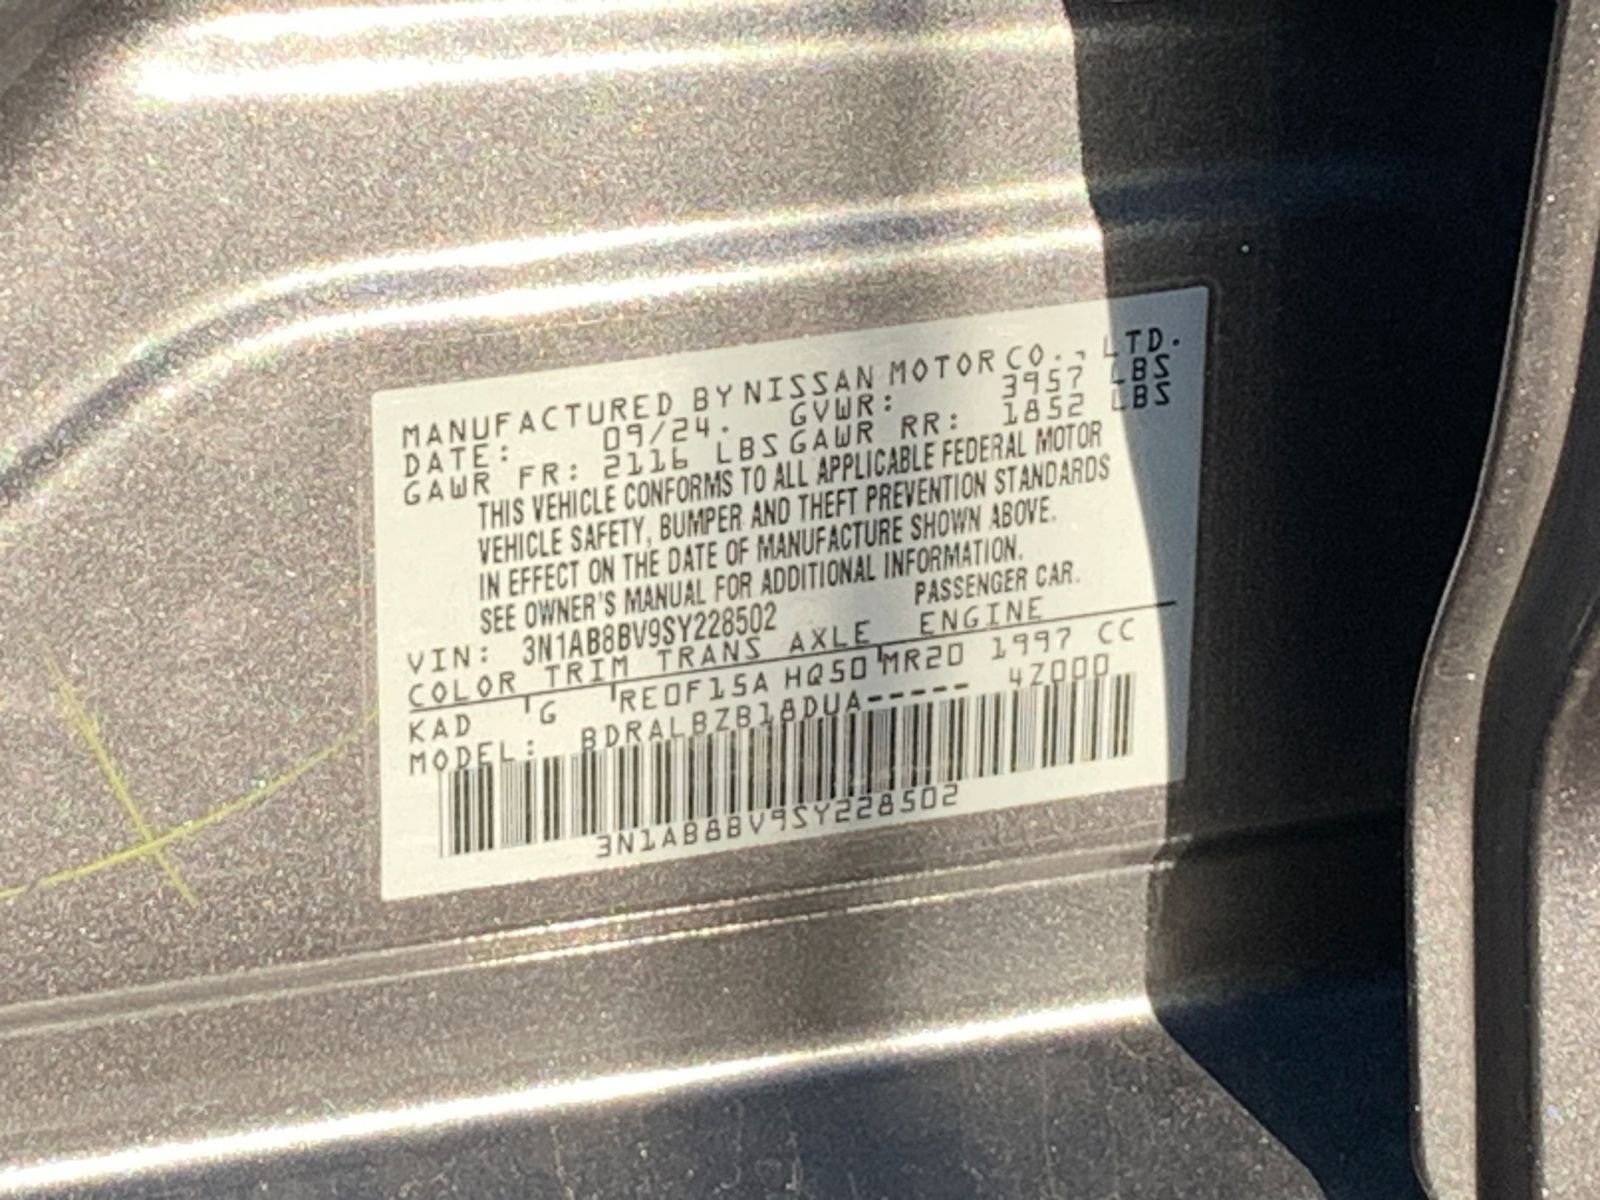 MANUFACTURED BY NISSAN MOTOR CO., LTD.
DATE: 09/24. GVWR: 3957 LBS
GAWR FR: 2116 LBS GAWR RR: 1852 LBS
THIS VEHICLE CONFORMS TO ALL APPLICABLE FEDERAL MOTOR
VEHICLE SAFETY, BUMPER AND THEFT PREVENTION STANDARDS
IN EFFECT ON THE DATE OF MANUFACTURE SHOWN ABOVE.
SEE OWNER'S MANUAL FOR ADDITIONAL INFORMATION.
VIN: 3N1AB8BV9SY228502 PASSENGER CAR.
COLOR TRIM TRANS AXLE ENGINE
KAD G RE0F15A HQ50 MR20 1997 CC
MODEL: BDRALBZB18DUA----- 4Z000
3N1AB8BV9SY228502